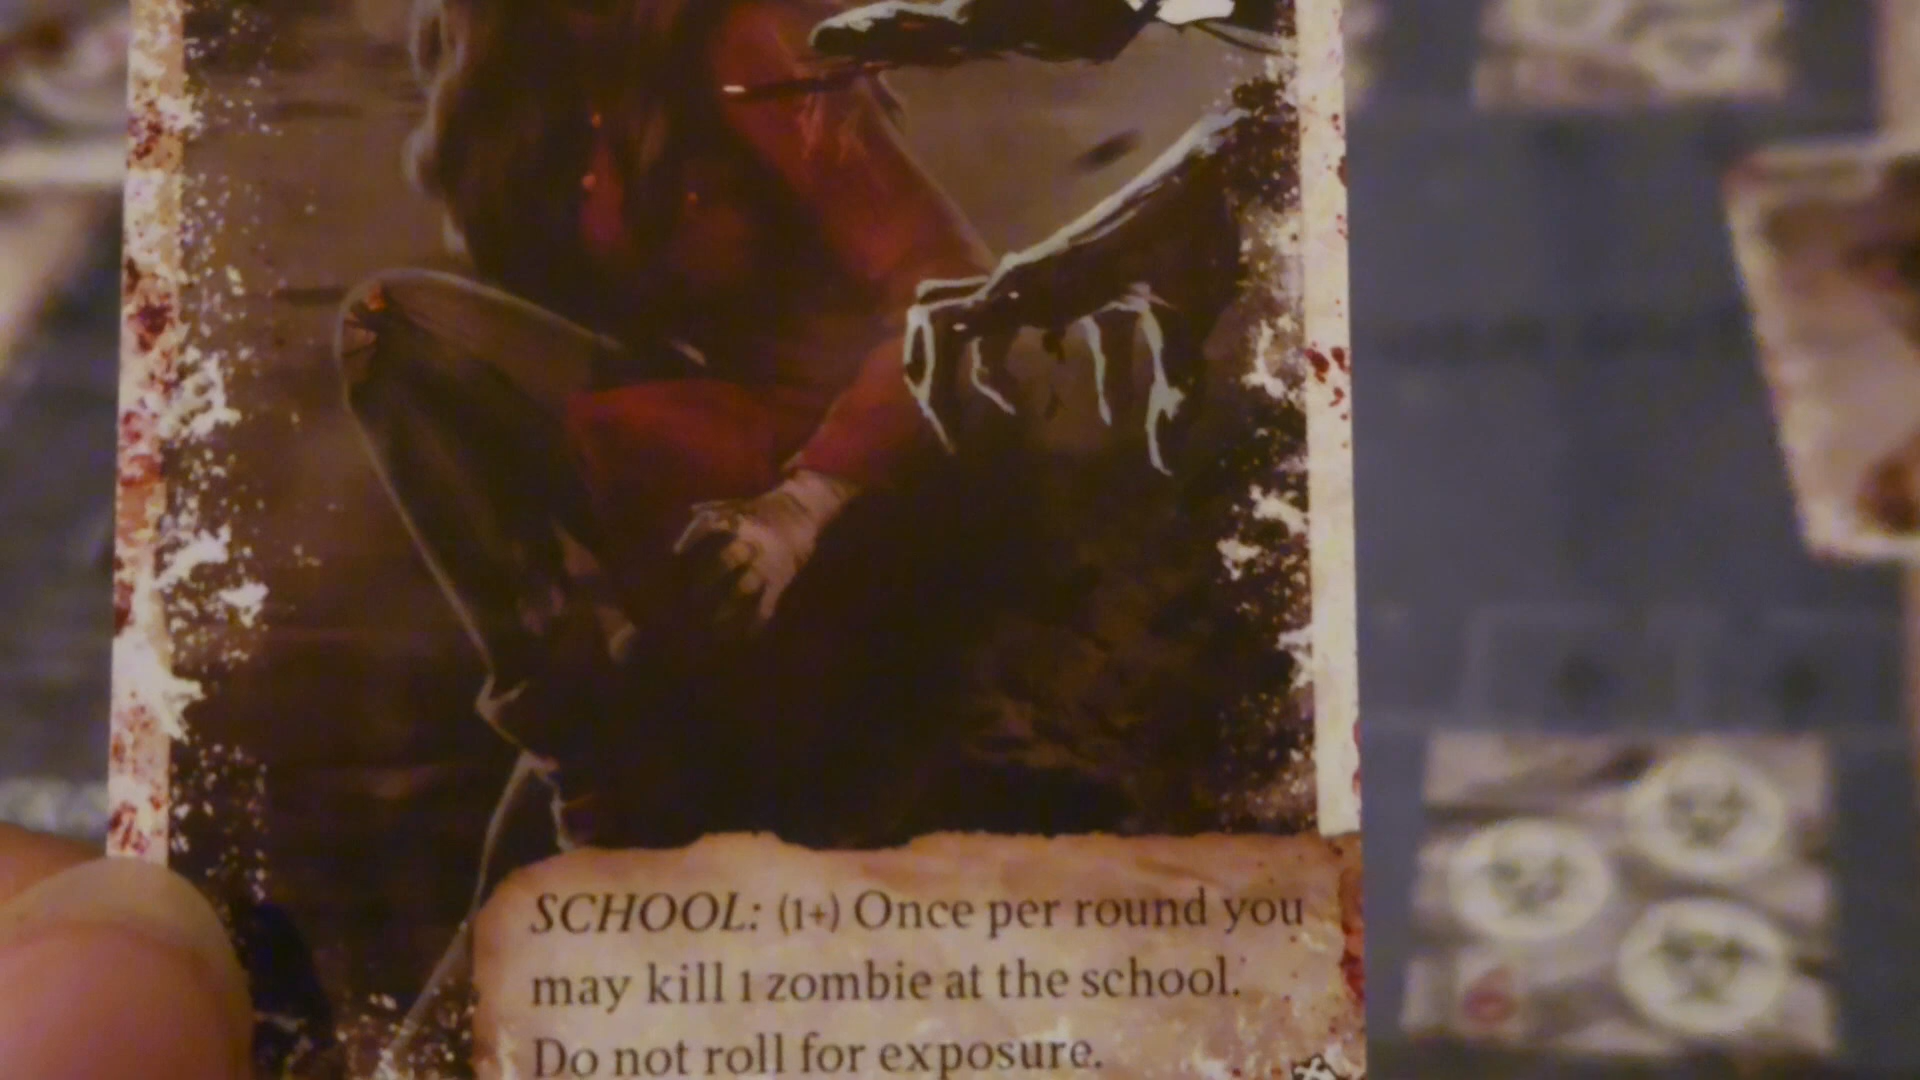 SCHOOL: (1+) Once per round you
may kill 1 zombie at the school.
Do not roll for exposure.